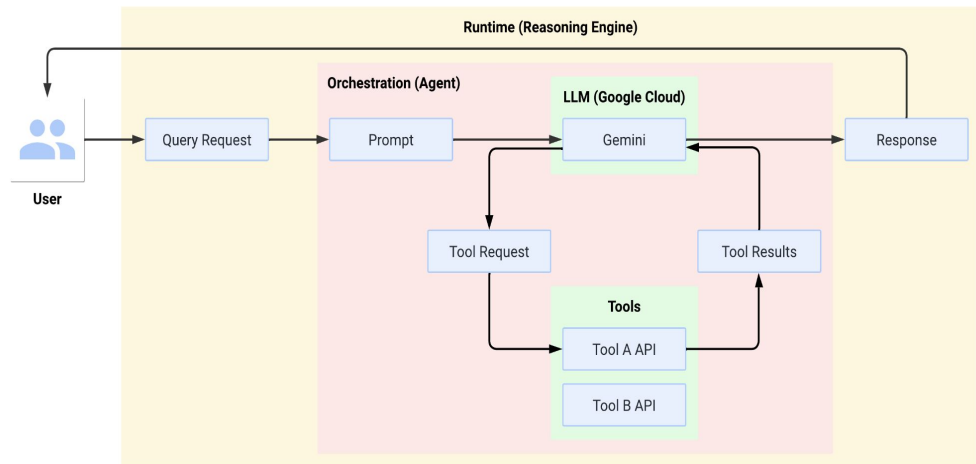 Runtime (Reasoning Engine)
Orchestration (Agent)
LLM (Google Cloud)
Query Request
Prompt
Gemini
Response
User
Tool Request
Tool Results
Tools
Tool A API
Tool B API